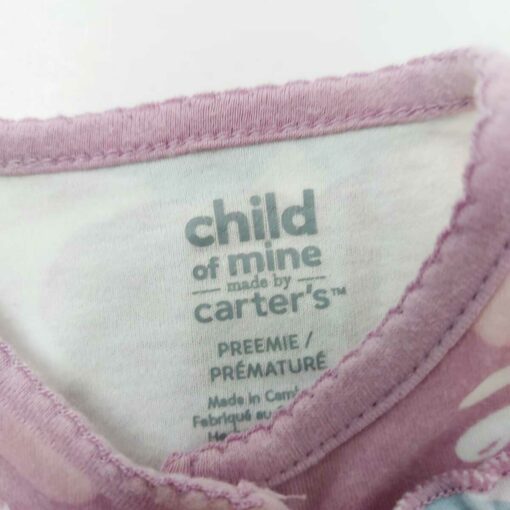 child
of mine
made by
carter's™
PREEMIE /
PRÉMATURÉ
Made in
Fabriqué au